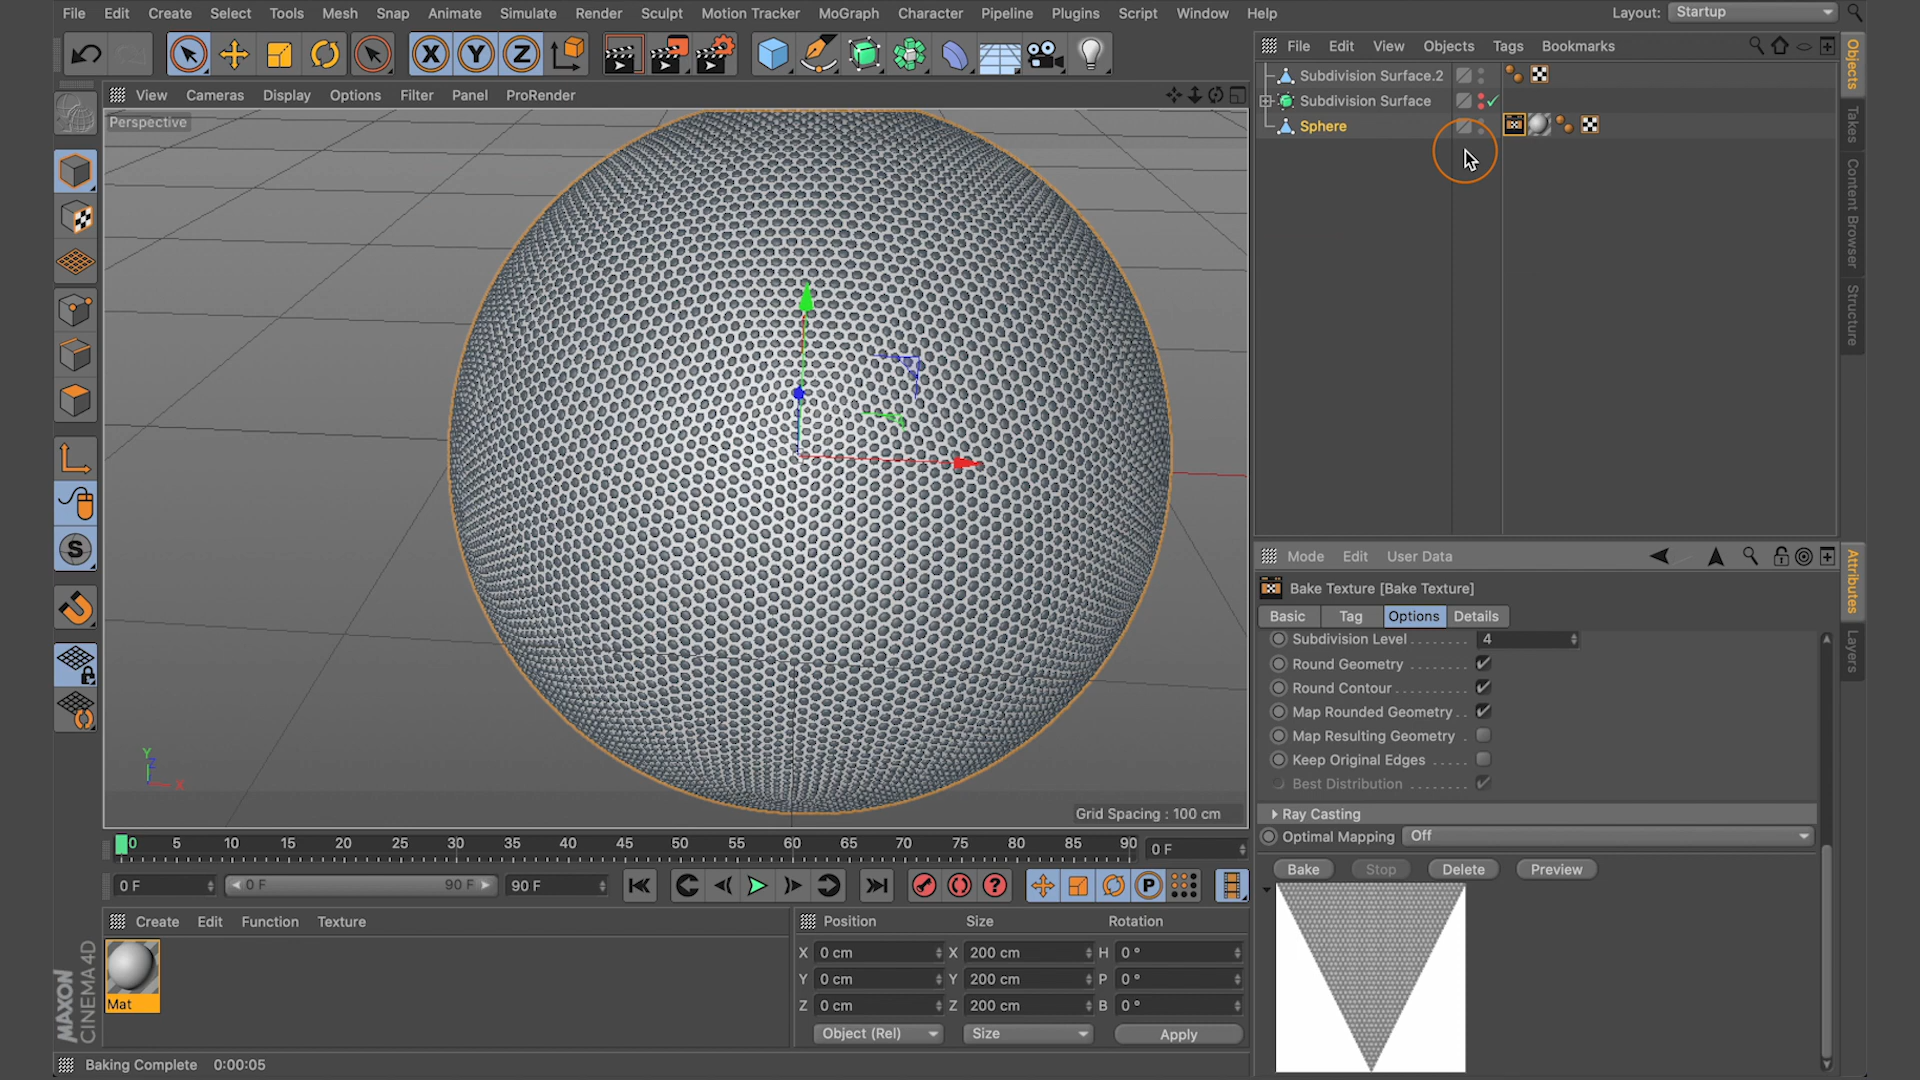 File Edit Create Select Tools Mesh Snap Animate Simulate Render Sculpt Motion Tracker MoGraph Character Pipeline Plugins Script Window Help Layout: Startup
X Y Z
File Edit View Objects Tags Bookmarks
Objects
Takes
Content Browser
Structure
Subdivision Surface.2
Subdivision Surface
Sphere
View Cameras Display Options Filter Panel ProRender
Perspective
S
Y
Z
X
Grid Spacing : 100 cm
Mode Edit User Data
Attributes
Layers
Bake Texture [Bake Texture]
Basic Tag Options Details
Subdivision Level 4
Round Geometry
Round Contour
Map Rounded Geometry
Map Resulting Geometry
Keep Original Edges
Best Distribution
Ray Casting
Optimal Mapping Off
Bake Stop Delete Preview
0 5 10 15 20 25 30 35 40 45 50 55 60 65 70 75 80 85 90 0 F
0 F 0 F 90 F 90 F ? P
Create Edit Function Texture
Mat
MAXON
CINEMA 4D
Position Size Rotation
X 0 cm X 200 cm H 0 °
Y 0 cm Y 200 cm P 0 °
Z 0 cm Z 200 cm B 0 °
Object (Rel) Size Apply
Baking Complete 0:00:05